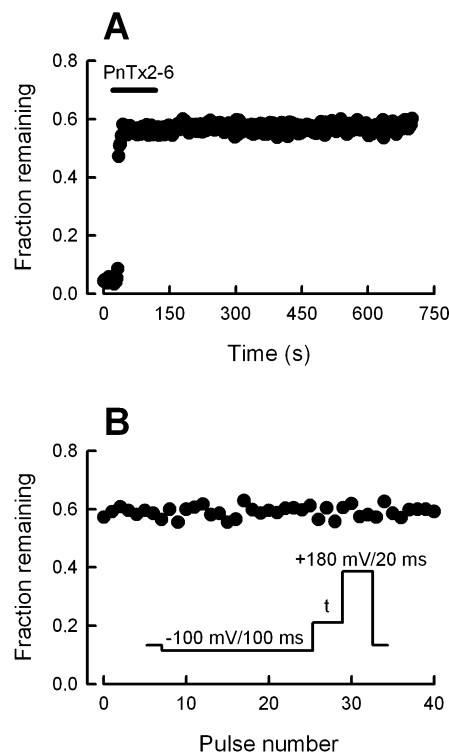 A
PnTx2-6
0.8
0.6
0.4
0.2
0.0
Fraction remaining
0 150 300 450 600 750
Time (s)
B
0.8
0.6
0.4
0.2
0.0
Fraction remaining
+180 mV/20 ms
t
-100 mV/100 ms
0 10 20 30 40
Pulse number